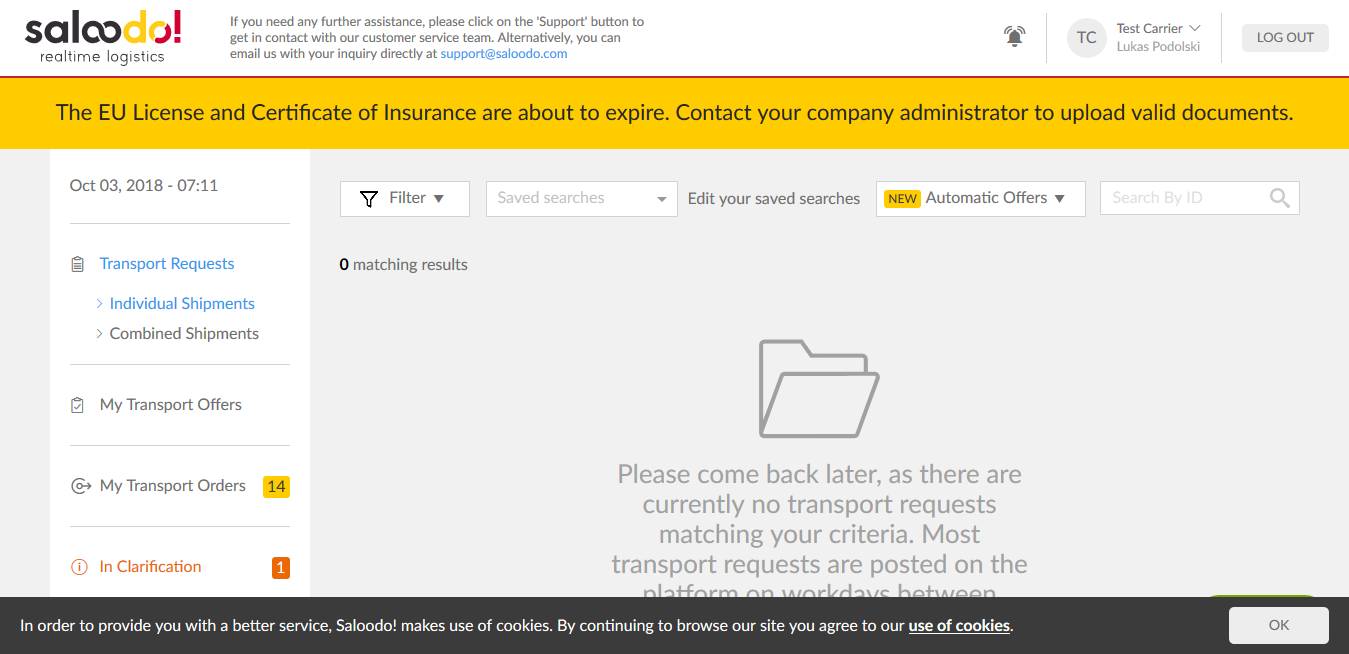 saloodo!
realtime logistics
If you need any further assistance, please click on the 'Support' button to
get in contact with our customer service team. Alternatively, you can
email us with your inquiry directly at support@saloodo.com
TC
Test Carrier
Lukas Podolski
LOG OUT
The EU License and Certificate of Insurance are about to expire. Contact your company administrator to upload valid documents.
Oct 03, 2018 - 07:11
Transport Requests
Individual Shipments
Combined Shipments
My Transport Offers
My Transport Orders 14
In Clarification 1
Filter
Saved searches
Edit your saved searches
NEW Automatic Offers
Search By ID
0 matching results
Please come back later, as there are
currently no transport requests
matching your criteria. Most
transport requests are posted on the
platform on workdays between
In order to provide you with a better service, Saloodo! makes use of cookies. By continuing to browse our site you agree to our use of cookies.
OK